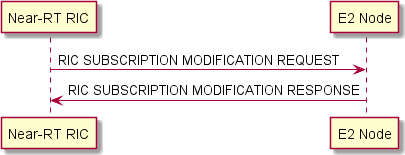 Near-RT RIC
E2 Node
RIC SUBSCRIPTION MODIFICATION REQUEST
RIC SUBSCRIPTION MODIFICATION RESPONSE
Near-RT RIC
E2 Node